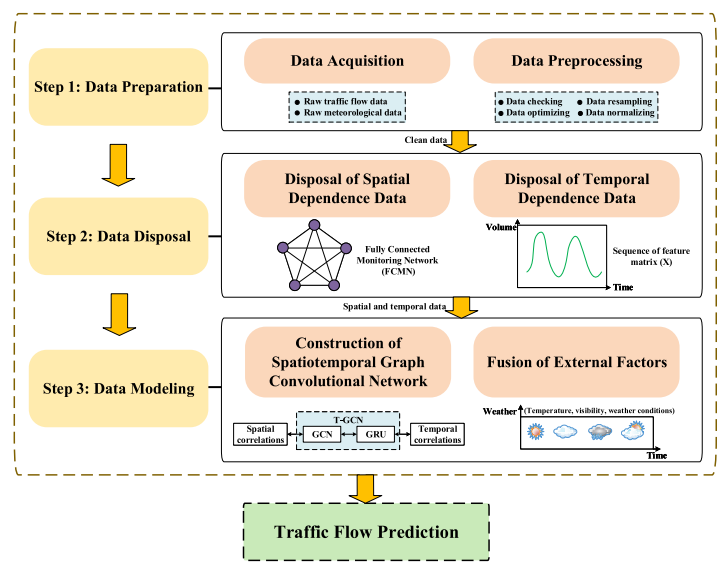 Step 1: Data Preparation
Data Acquisition
● Raw traffic flow data
● Raw meteorological data
Data Preprocessing
● Data checking ● Data resampling
● Data optimizing ● Data normalizing
Clean data
Step 2: Data Disposal
Disposal of Spatial
Dependence Data
Fully Connected
Monitoring Network
(FCMN)
Disposal of Temporal
Dependence Data
Volume
Time
Sequence of feature
matrix (X)
Spatial and temporal data
Step 3: Data Modeling
Construction of
Spatiotemporal Graph
Convolutional Network
T-GCN
Spatial
correlations
GCN
GRU
Temporal
correlations
Fusion of External Factors
Weather
(Temperature, visibility, weather conditions)
Time
Traffic Flow Prediction